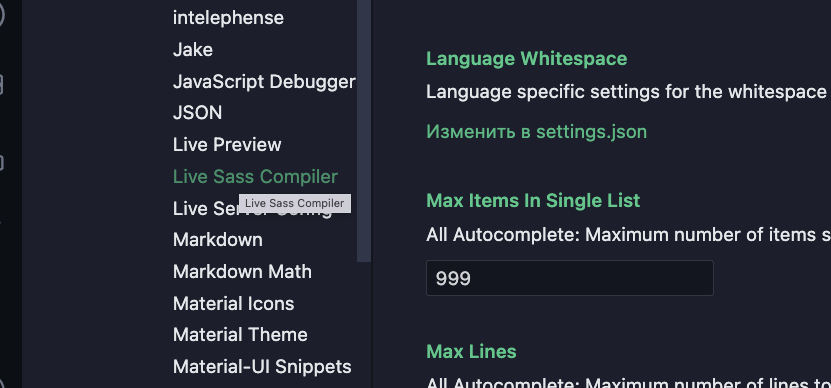 intelephense
Jake
JavaScript Debugger
JSON
Live Preview
Live Sass Compiler
Live Sass Compiler
Live Server Config
Markdown
Markdown Math
Material Icons
Material Theme
Material-UI Snippets
Language Whitespace
Language specific settings for the whitespace
Изменить в settings.json
Max Items In Single List
All Autocomplete: Maximum number of items s
999
Max Lines
All Autocomplete: Maximum number of lines to